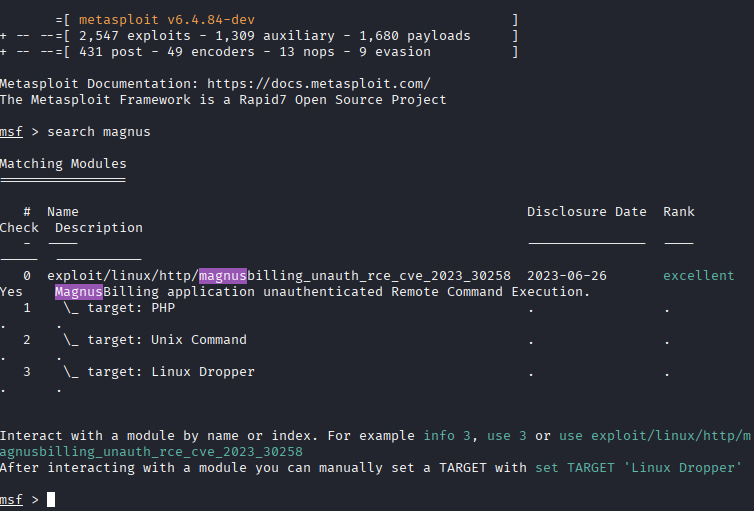 =[ metasploit v6.4.84-dev ]
+ -- --=[ 2,547 exploits - 1,309 auxiliary - 1,680 payloads ]
+ -- --=[ 431 post - 49 encoders - 13 nops - 9 evasion ]
Metasploit Documentation: https://docs.metasploit.com/
The Metasploit Framework is a Rapid7 Open Source Project
msf > search magnus
Matching Modules
================
# Name Disclosure Date Rank
Check Description
- ---- --------------- ----
----- -----------
0 exploit/linux/http/magnusbilling_unauth_rce_cve_2023_30258 2023-06-26 excellent
Yes MagnusBilling application unauthenticated Remote Command Execution.
1 \_ target: PHP . .
. .
2 \_ target: Unix Command . .
. .
3 \_ target: Linux Dropper . .
. .
Interact with a module by name or index. For example info 3, use 3 or use exploit/linux/http/m
agnusbilling_unauth_rce_cve_2023_30258
After interacting with a module you can manually set a TARGET with set TARGET 'Linux Dropper'
msf >